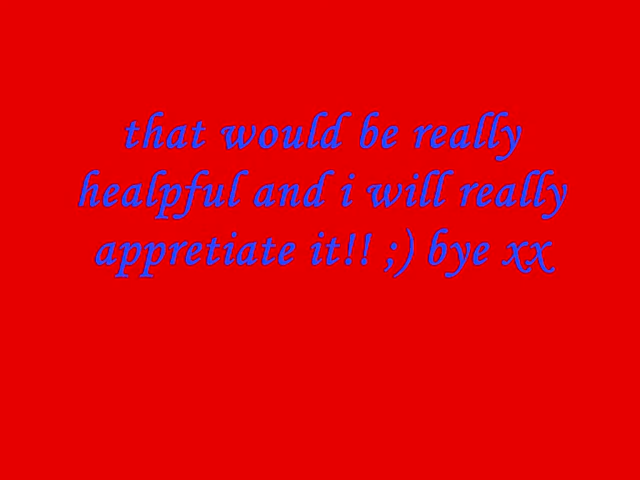 that would be really
healpful and i will really
appretiate it!! ;) bye xx